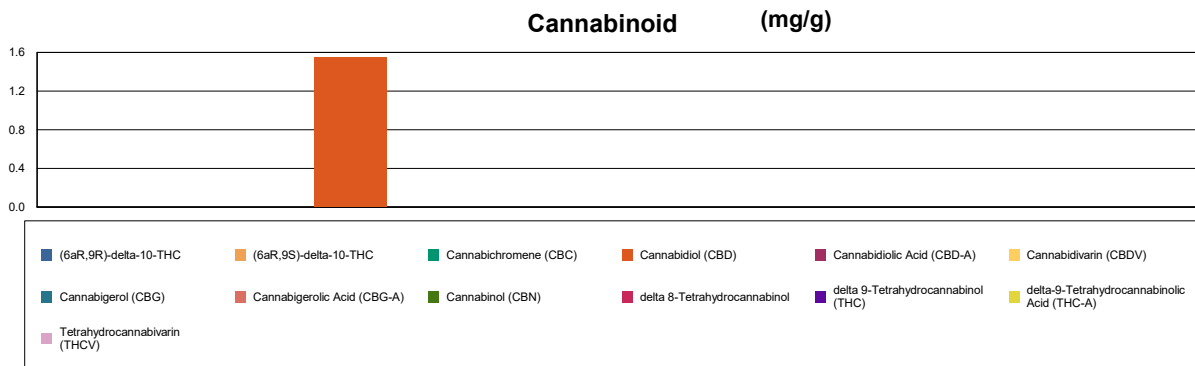 Cannabinoid (mg/g)
1.6
1.2
0.8
0.4
0.0
(6aR,9R)-delta-10-THC
(6aR,9S)-delta-10-THC
Cannabichromene (CBC)
Cannabidiol (CBD)
Cannabidiolic Acid (CBD-A)
Cannabidivarin (CBDV)
Cannabigerol (CBG)
Cannabigerolic Acid (CBG-A)
Cannabinol (CBN)
delta 8-Tetrahydrocannabinol
delta 9-Tetrahydrocannabinol
(THC)
delta-9-Tetrahydrocannabinolic
Acid (THC-A)
Tetrahydrocannabivarin
(THCV)